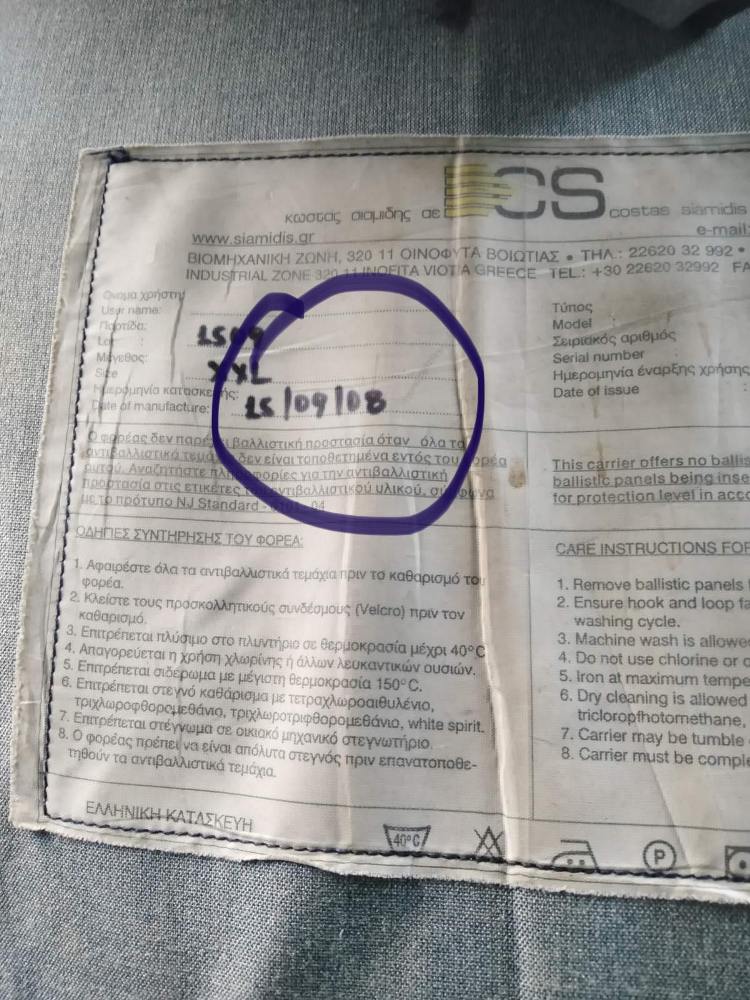 CS
κωστας σιαμιδης αε
costas siamidis
www.siamidis.gr
e-mail:
ΒΙΟΜΗΧΑΝΙΚΗ ΖΩΝΗ, 320 11 ΟΙΝΟΦΥΤΑ ΒΟΙΩΤΙΑΣ • ΤΗΛ.: 22620 32 992 •
INDUSTRIAL ZONE 320 11 INOFITA VIOTIA GREECE TEL.: +30 22620 32992 FA
Ονομα χρήστη:
User name:
Παρτίδα:
Lot :
Μέγεθος:
Size XXL
Ημερομηνία κατασκευής:
Date of manufacture: 15/09/08
Τύπος
Model
Σειριακός αριθμός
Serial number
Ημερομηνία έναρξης χρήσης
Date of issue :
Ο φορέας δεν παρέχει βαλλιστική προστασία όταν όλα τα
αντιβαλλιστικά τεμάχια δεν είναι τοποθετημένα εντός του φορέα
αυτού. Αναζητήστε πληροφορίες για την αντιβαλλιστική
προστασία στις ετικέτες του αντιβαλλιστικού υλικού, σύμφωνα
με το πρότυπο NJ Standard - 0101 - 04
This carrier offers no ballis
ballistic panels being inse
for protection level in acco
ΟΔΗΓΙΕΣ ΣΥΝΤΗΡΗΣΗΣ ΤΟΥ ΦΟΡΕΑ:
1. Αφαιρέστε όλα τα αντιβαλλιστικά τεμάχια πριν το καθαρισμό του
φορέα.
2. Κλείστε τους προσκολλητικούς συνδέσμους (Velcro) πριν τον
καθαρισμό.
3. Επιτρέπεται πλύσιμο στο πλυντήριο σε θερμοκρασία μέχρι 40°C
4. Απαγορεύεται η χρήση χλωρίνης ή άλλων λευκαντικών ουσιών.
5. Επιτρέπεται σιδέρωμα με μέγιστη θερμοκρασία 150°C.
6. Επιτρέπεται στεγνό καθάρισμα με τετραχλωροαιθυλένιο,
τριχλωροφθορομεθάνιο, τριχλωροτριφθορομεθάνιο, white spirit.
7. Επιτρέπεται στέγνωμα σε οικιακό μηχανικό στεγνωτήριο.
8. Ο φορέας πρέπει να είναι απόλυτα στεγνός πριν επανατοποθε-
τηθούν τα αντιβαλλιστικά τεμάχια.
CARE INSTRUCTIONS FOR
1. Remove ballistic panels
2. Ensure hook and loop fa
washing cycle.
3. Machine wash is allowe
4. Do not use chlorine or o
5. Iron at maximum tempe
6. Dry cleaning is allowed
triclоropfhotomethane,
7. Carrier may be tumble
8. Carrier must be comple
ΕΛΛΗΝΙΚΗ ΚΑΤΑΣΚΕΥΗ
40°C
P